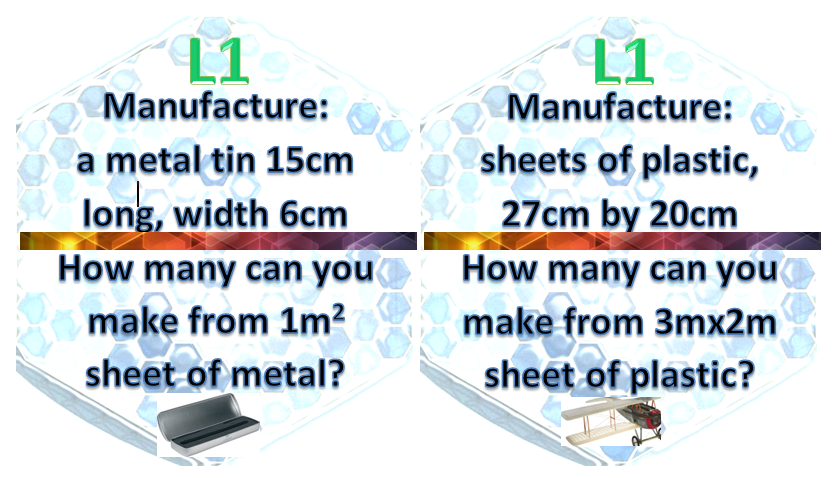 L1
Manufacture:
a metal tin 15cm
long, width 6cm
How many can you
make from 1m²
sheet of metal?
L1
Manufacture:
sheets of plastic,
27cm by 20cm
How many can you
make from 3mx2m
sheet of plastic?